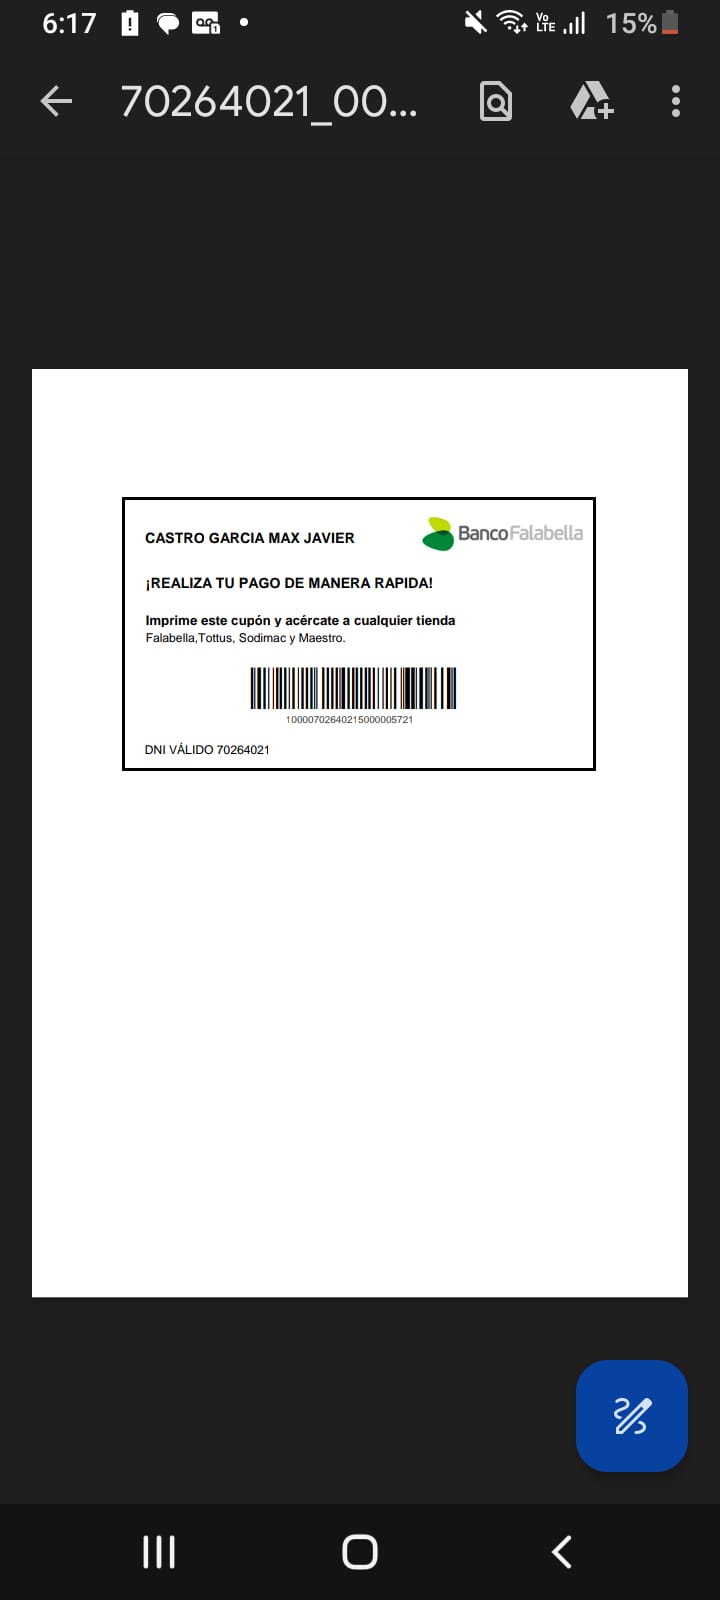 6:17
Vo
LTE
15%
70264021_00...
CASTRO GARCIA MAX JAVIER
BancoFalabella
¡REALIZA TU PAGO DE MANERA RAPIDA!
Imprime este cupón y acércate a cualquier tienda
Falabella,Tottus, Sodimac y Maestro.
10000702640215000005721
DNI VÁLIDO 70264021